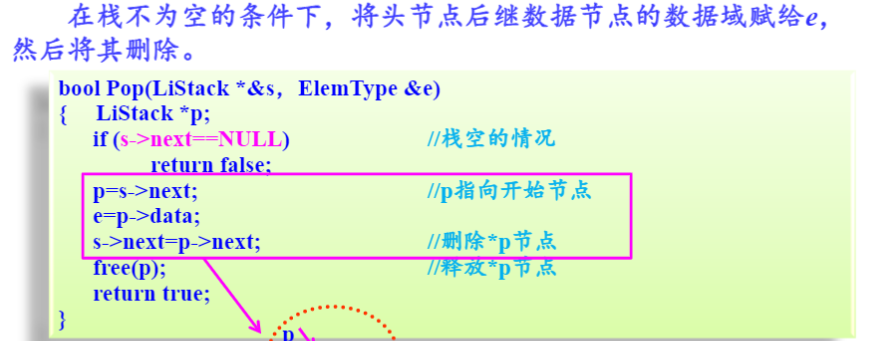 在栈不为空的条件下，将头节点后继数据节点的数据域赋给e，
然后将其删除。
bool Pop(LiStack *&s，ElemType &e)
{ LiStack *p;
if (s->next==NULL) //栈空的情况
return false;
p=s->next; //p指向开始节点
e=p->data;
s->next=p->next; //删除*p节点
free(p); //释放*p节点
return true;
}
p